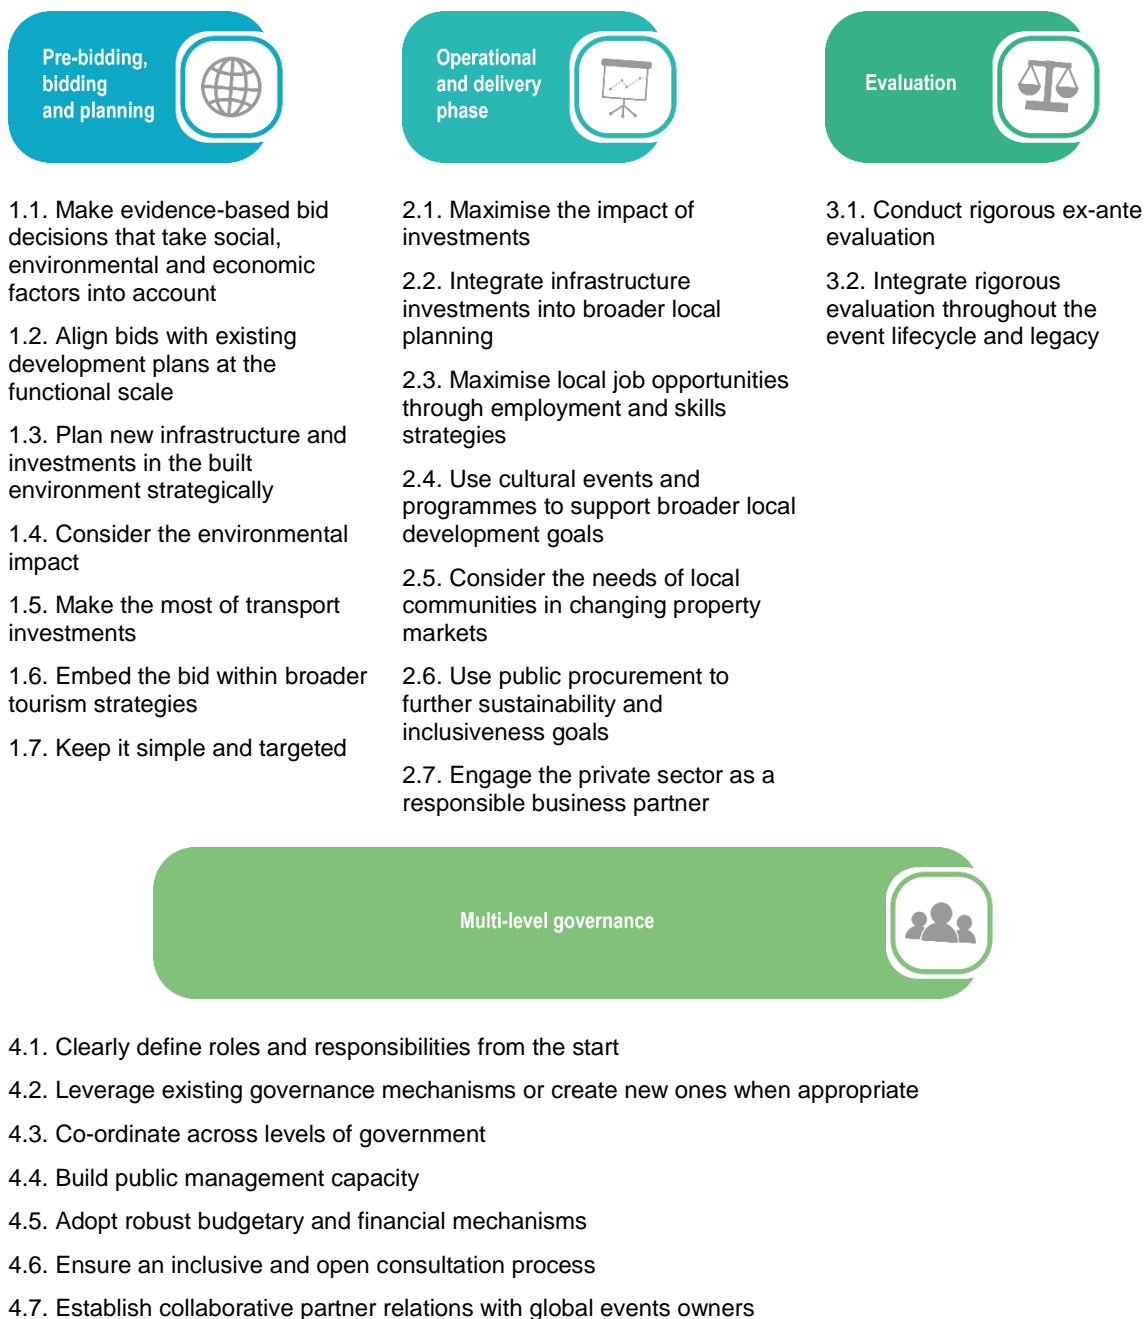 Pre-bidding,
bidding
and planning
1.1. Make evidence-based bid
decisions that take social,
environmental and economic
factors into account
1.2. Align bids with existing
development plans at the
functional scale
1.3. Plan new infrastructure and
investments in the built
environment strategically
1.4. Consider the environmental
impact
1.5. Make the most of transport
investments
1.6. Embed the bid within broader
tourism strategies
1.7. Keep it simple and targeted
Operational
and delivery
phase
2.1. Maximise the impact of
investments
2.2. Integrate infrastructure
investments into broader local
planning
2.3. Maximise local job opportunities
through employment and skills
strategies
2.4. Use cultural events and
programmes to support broader local
development goals
2.5. Consider the needs of local
communities in changing property
markets
2.6. Use public procurement to
further sustainability and
inclusiveness goals
2.7. Engage the private sector as a
responsible business partner
Evaluation
3.1. Conduct rigorous ex-ante
evaluation
3.2. Integrate rigorous
evaluation throughout the
event lifecycle and legacy
Multi-level governance
4.1. Clearly define roles and responsibilities from the start
4.2. Leverage existing governance mechanisms or create new ones when appropriate
4.3. Co-ordinate across levels of government
4.4. Build public management capacity
4.5. Adopt robust budgetary and financial mechanisms
4.6. Ensure an inclusive and open consultation process
4.7. Establish collaborative partner relations with global events owners